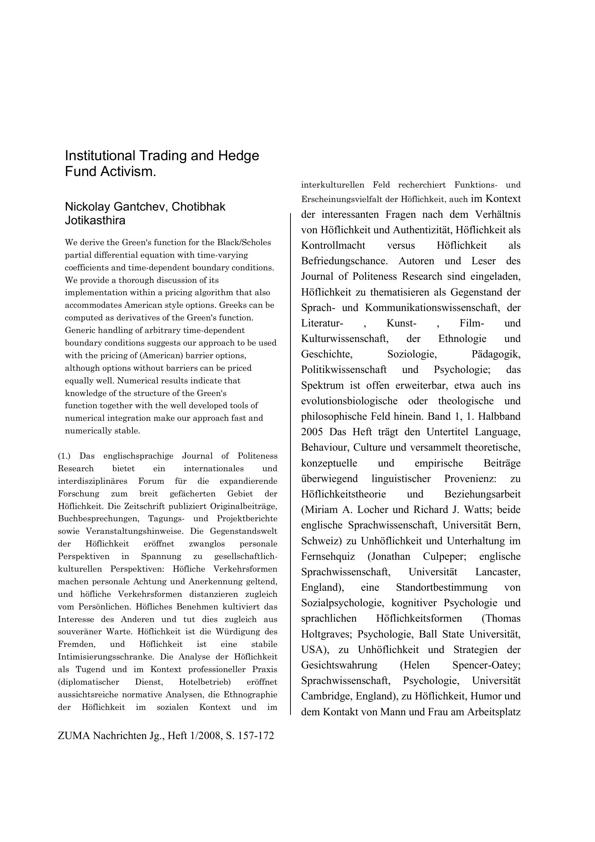 Institutional Trading and Hedge
Fund Activism.
Nickolay Gantchev, Chotibhak
Jotikasthira
We derive the Green's function for the Black/Scholes
partial differential equation with time-varying
coefficients and time-dependent boundary conditions.
We provide a thorough discussion of its
implementation within a pricing algorithm that also
accommodates American style options. Greeks can be
computed as derivatives of the Green's function.
Generic handling of arbitrary time-dependent
boundary conditions suggests our approach to be used
with the pricing of (American) barrier options,
although options without barriers can be priced
equally well. Numerical results indicate that
knowledge of the structure of the Green's
function together with the well developed tools of
numerical integration make our approach fast and
numerically stable.
(1.) Das englischsprachige Journal of Politeness
Research bietet ein internationales und
interdisziplinäres Forum für die expandierende
Forschung zum breit gefächerten Gebiet der
Höflichkeit. Die Zeitschrift publiziert Originalbeiträge,
Buchbesprechungen, Tagungs- und Projektberichte
sowie Veranstaltungshinweise. Die Gegenstandswelt
der Höflichkeit eröffnet zwanglos personale
Perspektiven in Spannung zu gesellschaftlich-
kulturellen Perspektiven: Höfliche Verkehrsformen
machen personale Achtung und Anerkennung geltend,
und höfliche Verkehrsformen distanzieren zugleich
vom Persönlichen. Höfliches Benehmen kultiviert das
Interesse des Anderen und tut dies zugleich aus
souveräner Warte. Höflichkeit ist die Würdigung des
Fremden, und Höflichkeit ist eine stabile
Intimisierungsschranke. Die Analyse der Höflichkeit
als Tugend und im Kontext professioneller Praxis
(diplomatischer Dienst, Hotelbetrieb) eröffnet
aussichtsreiche normative Analysen, die Ethnographie
der Höflichkeit im sozialen Kontext und im
interkulturellen Feld recherchiert Funktions- und
Erscheinungsvielfalt der Höflichkeit, auch im Kontext
der interessanten Fragen nach dem Verhältnis
von Höflichkeit und Authentizität, Höflichkeit als
Kontrollmacht versus Höflichkeit als
Befriedungschance. Autoren und Leser des
Journal of Politeness Research sind eingeladen,
Höflichkeit zu thematisieren als Gegenstand der
Sprach- und Kommunikationswissenschaft, der
Literatur- , Kunst- , Film- und
Kulturwissenschaft, der Ethnologie und
Geschichte, Soziologie, Pädagogik,
Politikwissenschaft und Psychologie; das
Spektrum ist offen erweiterbar, etwa auch ins
evolutionsbiologische oder theologische und
philosophische Feld hinein. Band 1, 1. Halbband
2005 Das Heft trägt den Untertitel Language,
Behaviour, Culture und versammelt theoretische,
konzeptuelle und empirische Beiträge
überwiegend linguistischer Provenienz: zu
Höflichkeitstheorie und Beziehungsarbeit
(Miriam A. Locher und Richard J. Watts; beide
englische Sprachwissenschaft, Universität Bern,
Schweiz) zu Unhöflichkeit und Unterhaltung im
Fernsehquiz (Jonathan Culpeper; englische
Sprachwissenschaft, Universität Lancaster,
England), eine Standortbestimmung von
Sozialpsychologie, kognitiver Psychologie und
sprachlichen Höflichkeitsformen (Thomas
Holtgraves; Psychologie, Ball State Universität,
USA), zu Unhöflichkeit und Strategien der
Gesichtswahrung (Helen Spencer-Oatey;
Sprachwissenschaft, Psychologie, Universität
Cambridge, England), zu Höflichkeit, Humor und
dem Kontakt von Mann und Frau am Arbeitsplatz
ZUMA Nachrichten Jg., Heft 1/2008, S. 157-172